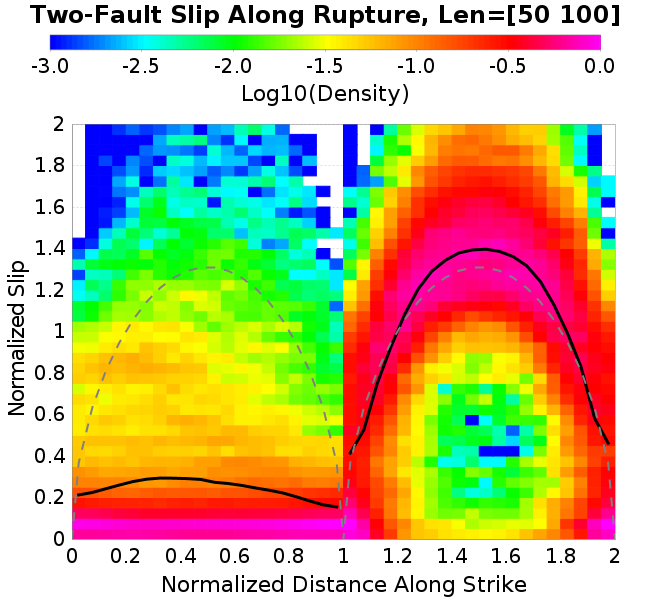 Two-Fault Slip Along Rupture, Len=[50 100]
-3.0 -2.5 -2.0 -1.5 -1.0 -0.5 0.0
Log10(Density)
Normalized Slip
2
1.8
1.6
1.4
1.2
1
0.8
0.6
0.4
0.2
0
0 0.2 0.4 0.6 0.8 1 1.2 1.4 1.6 1.8 2
Normalized Distance Along Strike